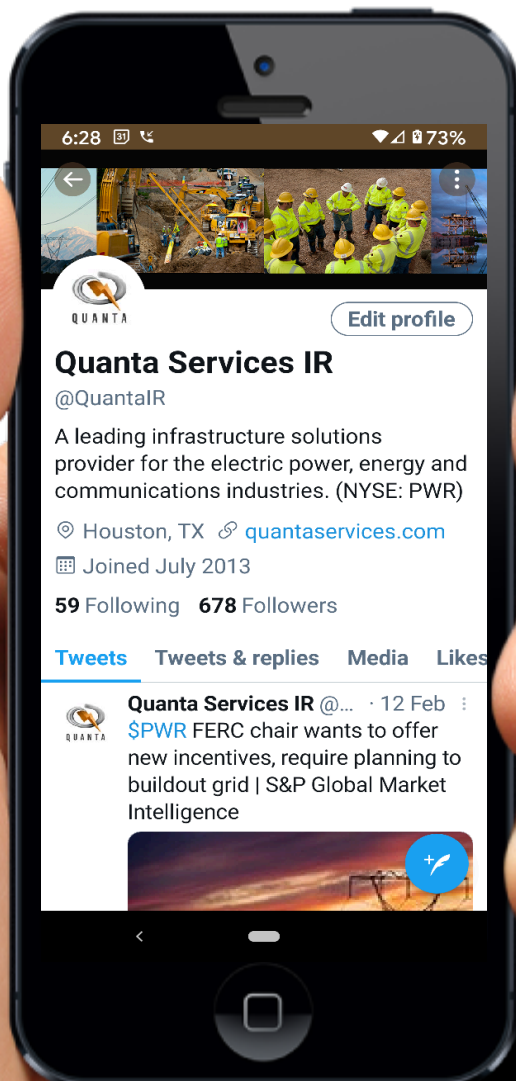 6:28 31 73%
QUANTA
Edit profile
Quanta Services IR
@QuantaIR
A leading infrastructure solutions
provider for the electric power, energy and
communications industries. (NYSE: PWR)
Houston, TX quantaservices.com
Joined July 2013
59 Following 678 Followers
Tweets Tweets & replies Media Likes
Quanta Services IR @... · 12 Feb
QUANTA
$PWR FERC chair wants to offer
new incentives, require planning to
buildout grid | S&P Global Market
Intelligence